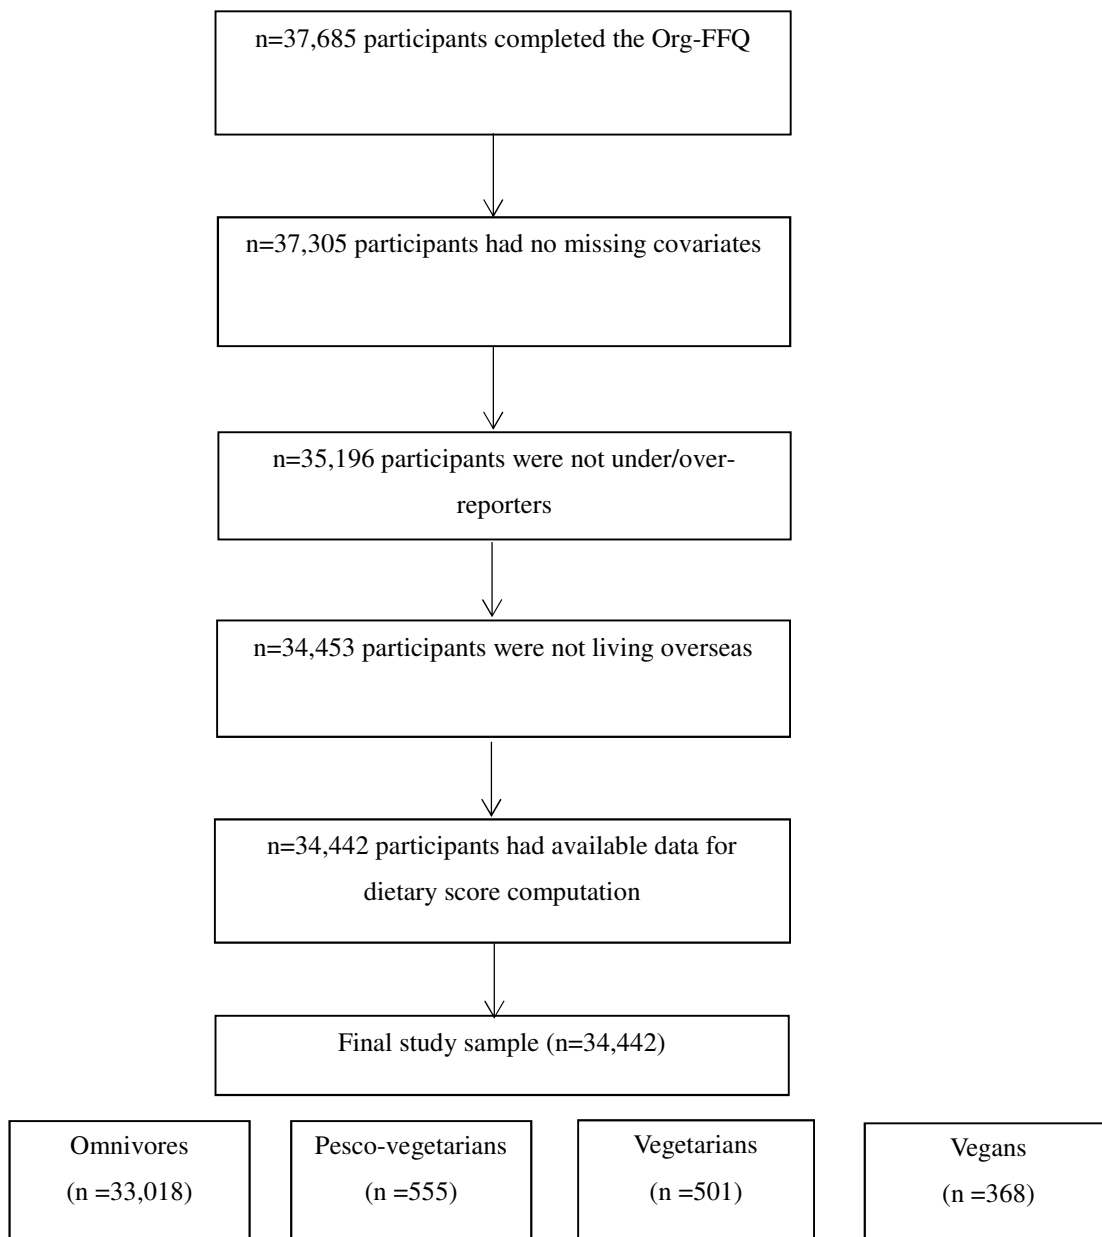 n=37,685 participants completed the Org-FFQ
n=37,305 participants had no missing covariates
n=35,196 participants were not under/over-
reporters
n=34,453 participants were not living overseas
n=34,442 participants had available data for
dietary score computation
Final study sample (n=34,442)
Omnivores
(n =33,018)
Pesco-vegetarians
(n =555)
Vegetarians
(n =501)
Vegans
(n =368)